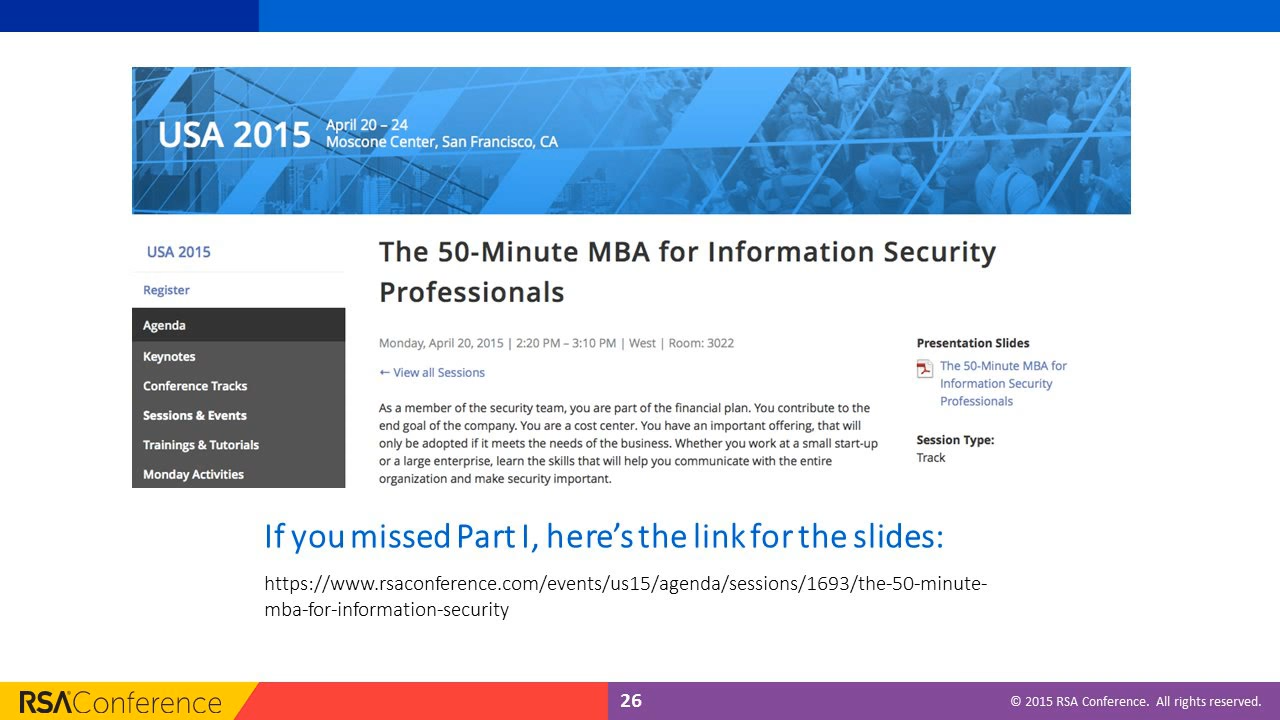 USA 2015
April 20 – 24
Moscone Center, San Francisco, CA
USA 2015
Register
Agenda
Keynotes
Conference Tracks
Sessions & Events
Trainings & Tutorials
Monday Activities
The 50-Minute MBA for Information Security
Professionals
Monday, April 20, 2015 | 2:20 PM – 3:10 PM | West | Room: 3022
← View all Sessions
As a member of the security team, you are part of the financial plan. You contribute to the
end goal of the company. You are a cost center. You have an important offering, that will
only be adopted if it meets the needs of the business. Whether you work at a small start-up
or a large enterprise, learn the skills that will help you communicate with the entire
organization and make security important.
Presentation Slides
The 50-Minute MBA for
Information Security
Professionals
Session Type:
Track
If you missed Part I, here's the link for the slides:
https://www.rsaconference.com/events/us15/agenda/sessions/1693/the-50-minute-
mba-for-information-security
RSAConference
26
© 2015 RSA Conference. All rights reserved.